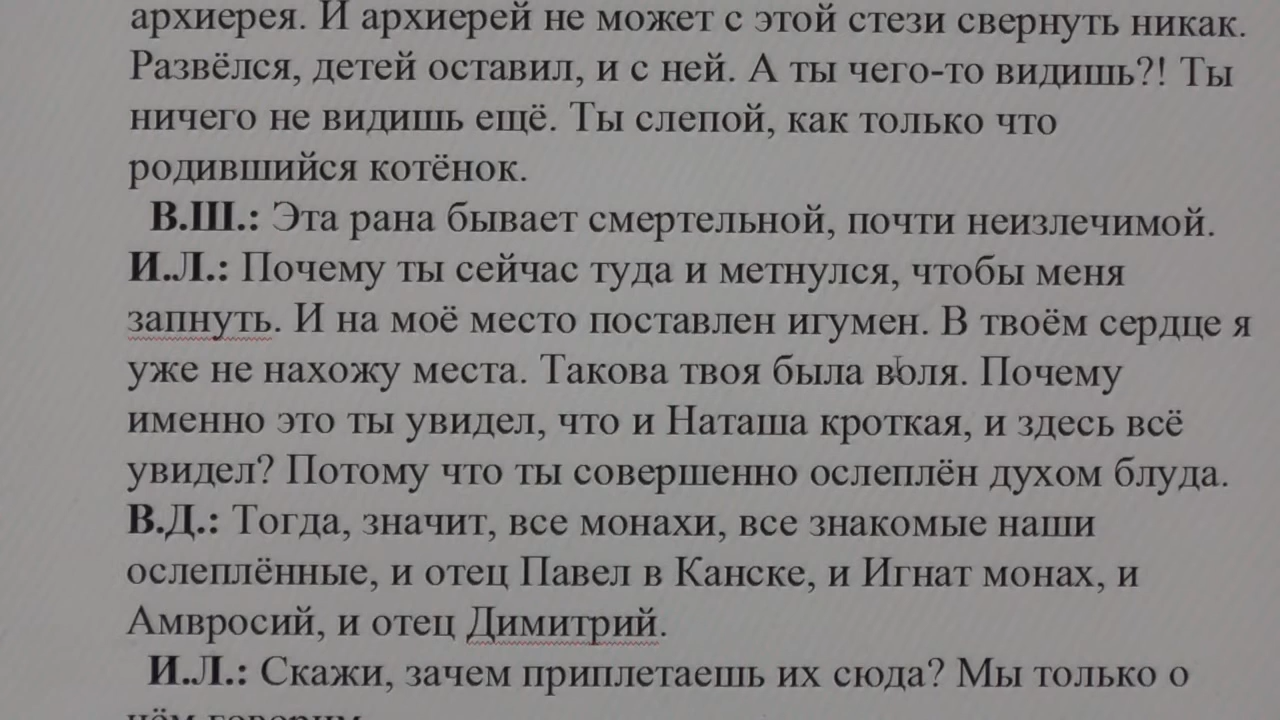 архиерея. И архиерей не может с этой стези свернуть никак.
Развёлся, детей оставил, и с ней. А ты чего-то видишь?! Ты
ничего не видишь ещё. Ты слепой, как только что
родившийся котёнок.
В.Ш.: Эта рана бывает смертельной, почти неизлечимой.
И.Л.: Почему ты сейчас туда и метнулся, чтобы меня
запнуть. И на моё место поставлен игумен. В твоём сердце я
уже не нахожу места. Такова твоя была воля. Почему
именно это ты увидел, что и Наташа кроткая, и здесь всё
увидел? Потому что ты совершенно ослеплён духом блуда.
В.Д.: Тогда, значит, все монахи, все знакомые наши
ослеплённые, и отец Павел в Канске, и Игнат монах, и
Амвросий, и отец Димитрий.
И.Л.: Скажи, зачем приплетаешь их сюда? Мы только о
чём говорим